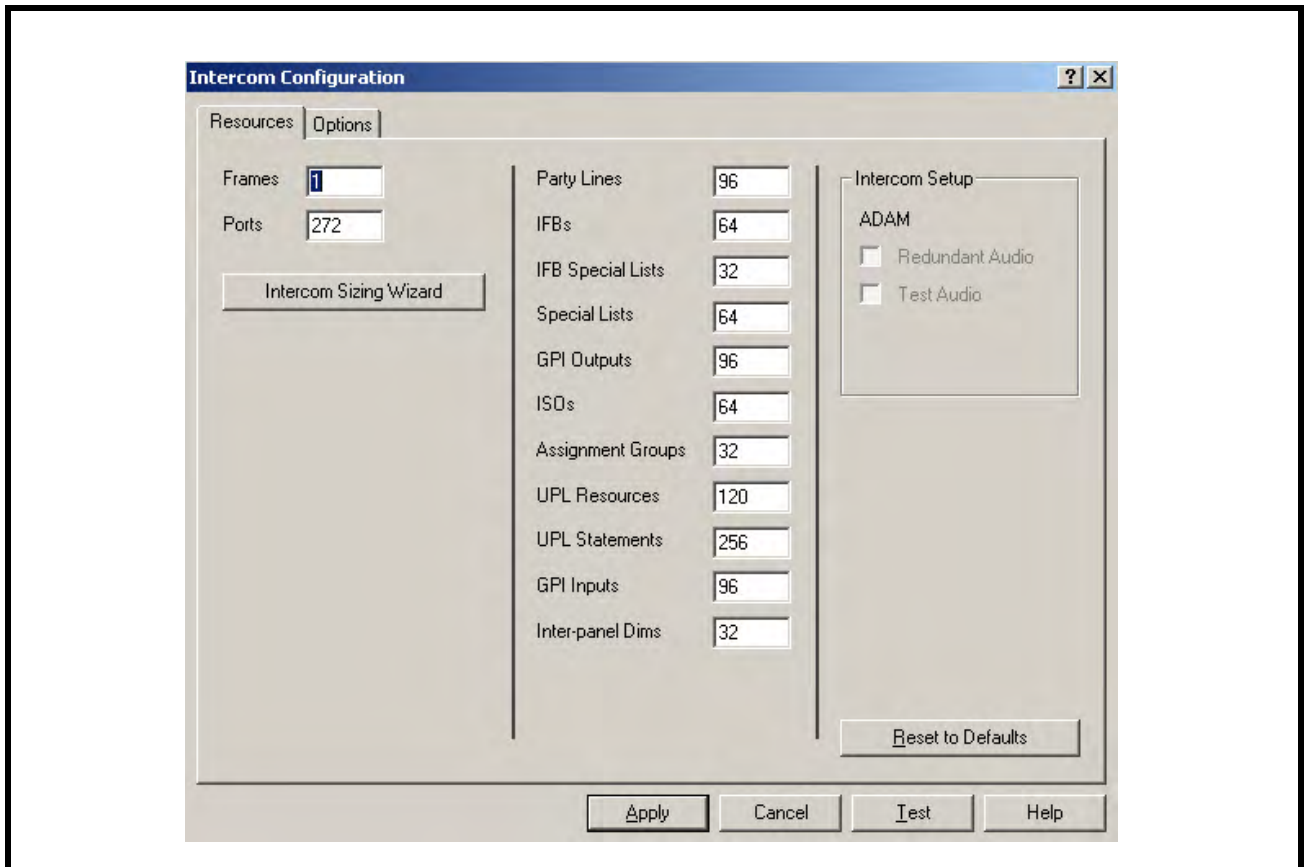 Intercom Configuration
? X
Resources
Options
Frames 1
Ports 272
Intercom Sizing Wizard
Party Lines 96
IFBs 64
IFB Special Lists 32
Special Lists 64
GPI Outputs 96
ISOs 64
Assignment Groups 32
UPL Resources 120
UPL Statements 256
GPI Inputs 96
Inter-panel Dims 32
Intercom Setup
ADAM
Redundant Audio
Test Audio
Reset to Defaults
Apply
Cancel
Test
Help